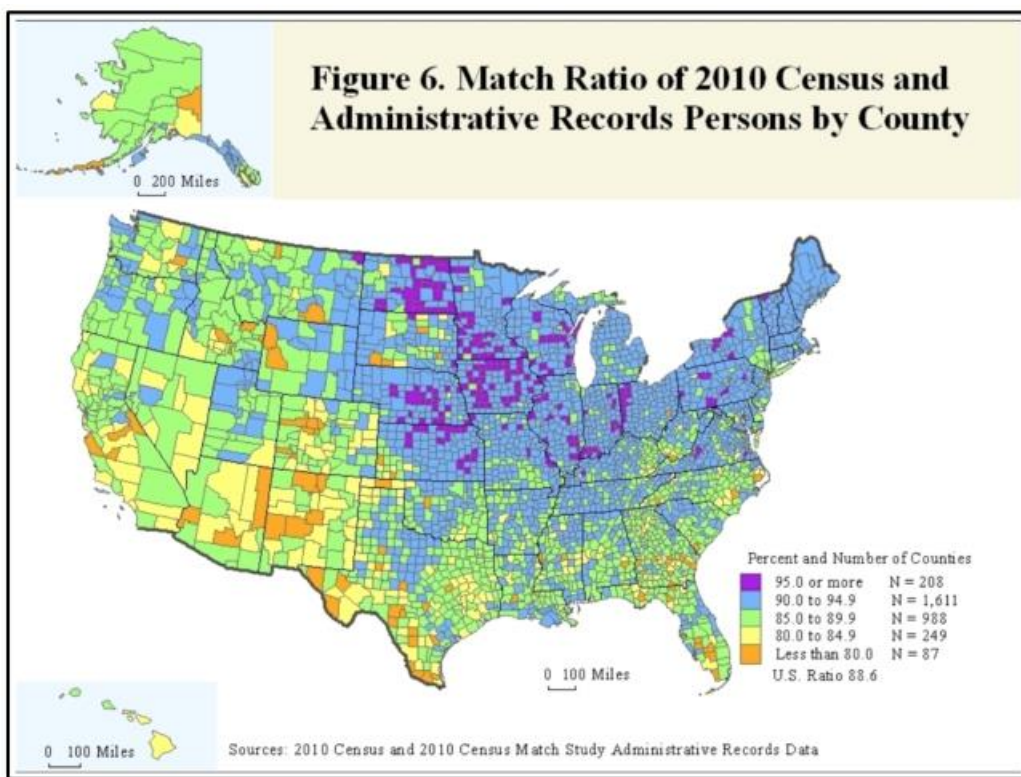 Figure 6. Match Ratio of 2010 Census and
Administrative Records Persons by County
0 200 Miles
Percent and Number of Counties
95.0 or more N = 208
90.0 to 94.9 N = 1,611
85.0 to 89.9 N = 988
80.0 to 84.9 N = 249
Less than 80.0 N = 87
U.S. Ratio 88.6
0 100 Miles
0 100 Miles
Sources: 2010 Census and 2010 Census Match Study Administrative Records Data